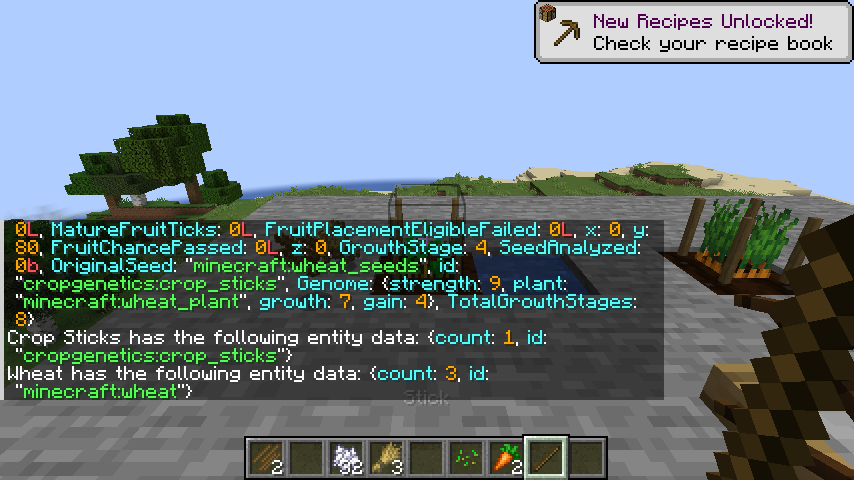 New Recipes Unlocked!
Check your recipe book
0L, MatureFruitTicks: 0L, FruitPlacementEligibleFailed: 0L, x: 0, y:
80, FruitChancePassed: 0L, z: 0, GrowthStage: 4, SeedAnalyzed:
0b, OriginalSeed: "minecraft:wheat_seeds", id:
"cropgenetics:crop_sticks", Genome: {strength: 9, plant:
"minecraft:wheat_plant", growth: 7, gain: 4}, TotalGrowthStages:
8}
Crop Sticks has the following entity data: {count: 1, id:
"cropgenetics:crop_sticks"}
Wheat has the following entity data: {count: 3, id:
"minecraft:wheat"}
Stick
2
3
2